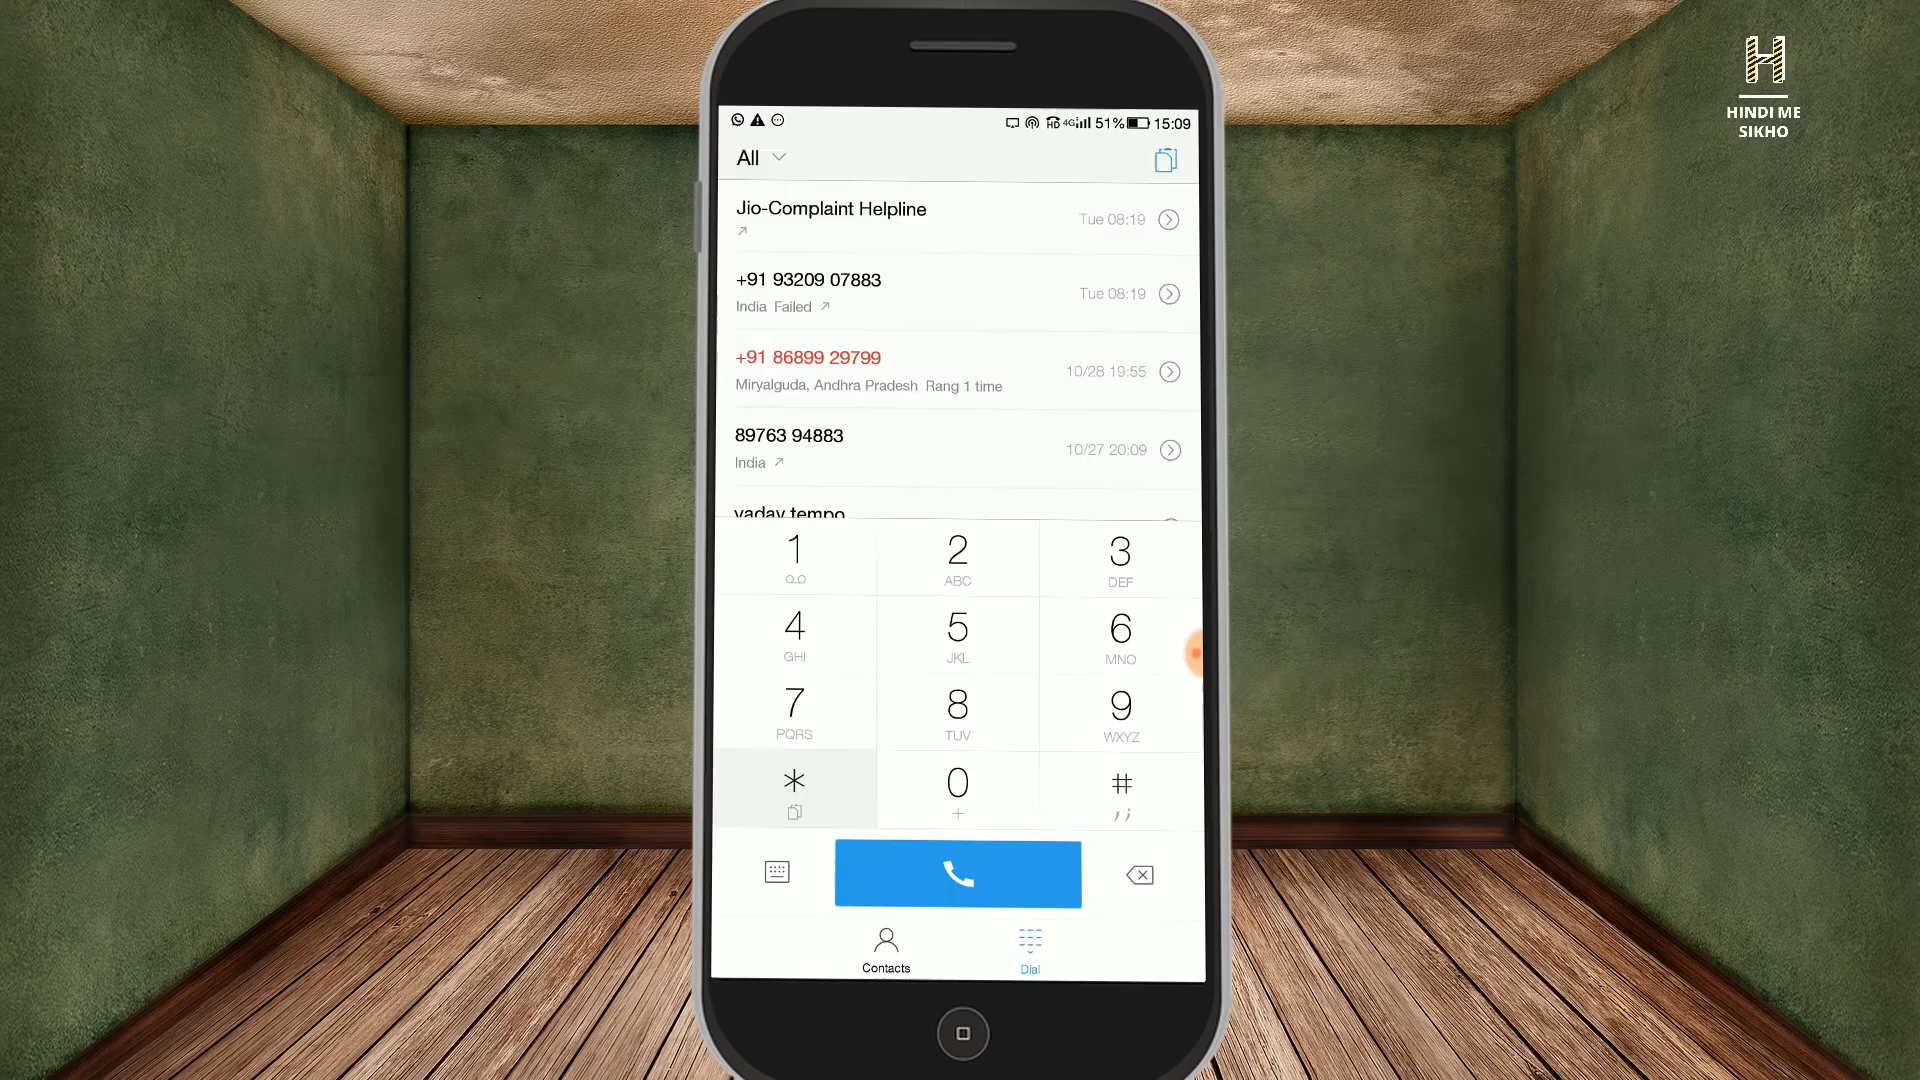 HINDI ME
SIKHO
4G 51% 15:09
All
Jio-Complaint Helpline
Tue 08:19
+91 93209 07883
India Failed
Tue 08:19
+91 86899 29799
Miryalguda, Andhra Pradesh Rang 1 time
10/28 19:55
89763 94883
India
10/27 20:09
yadav tempo
1 2 3
ABC DEF
4 5 6
GHI JKL MNO
7 8 9
PQRS TUV WXYZ
* 0 #
+ , ;
Contacts Dial